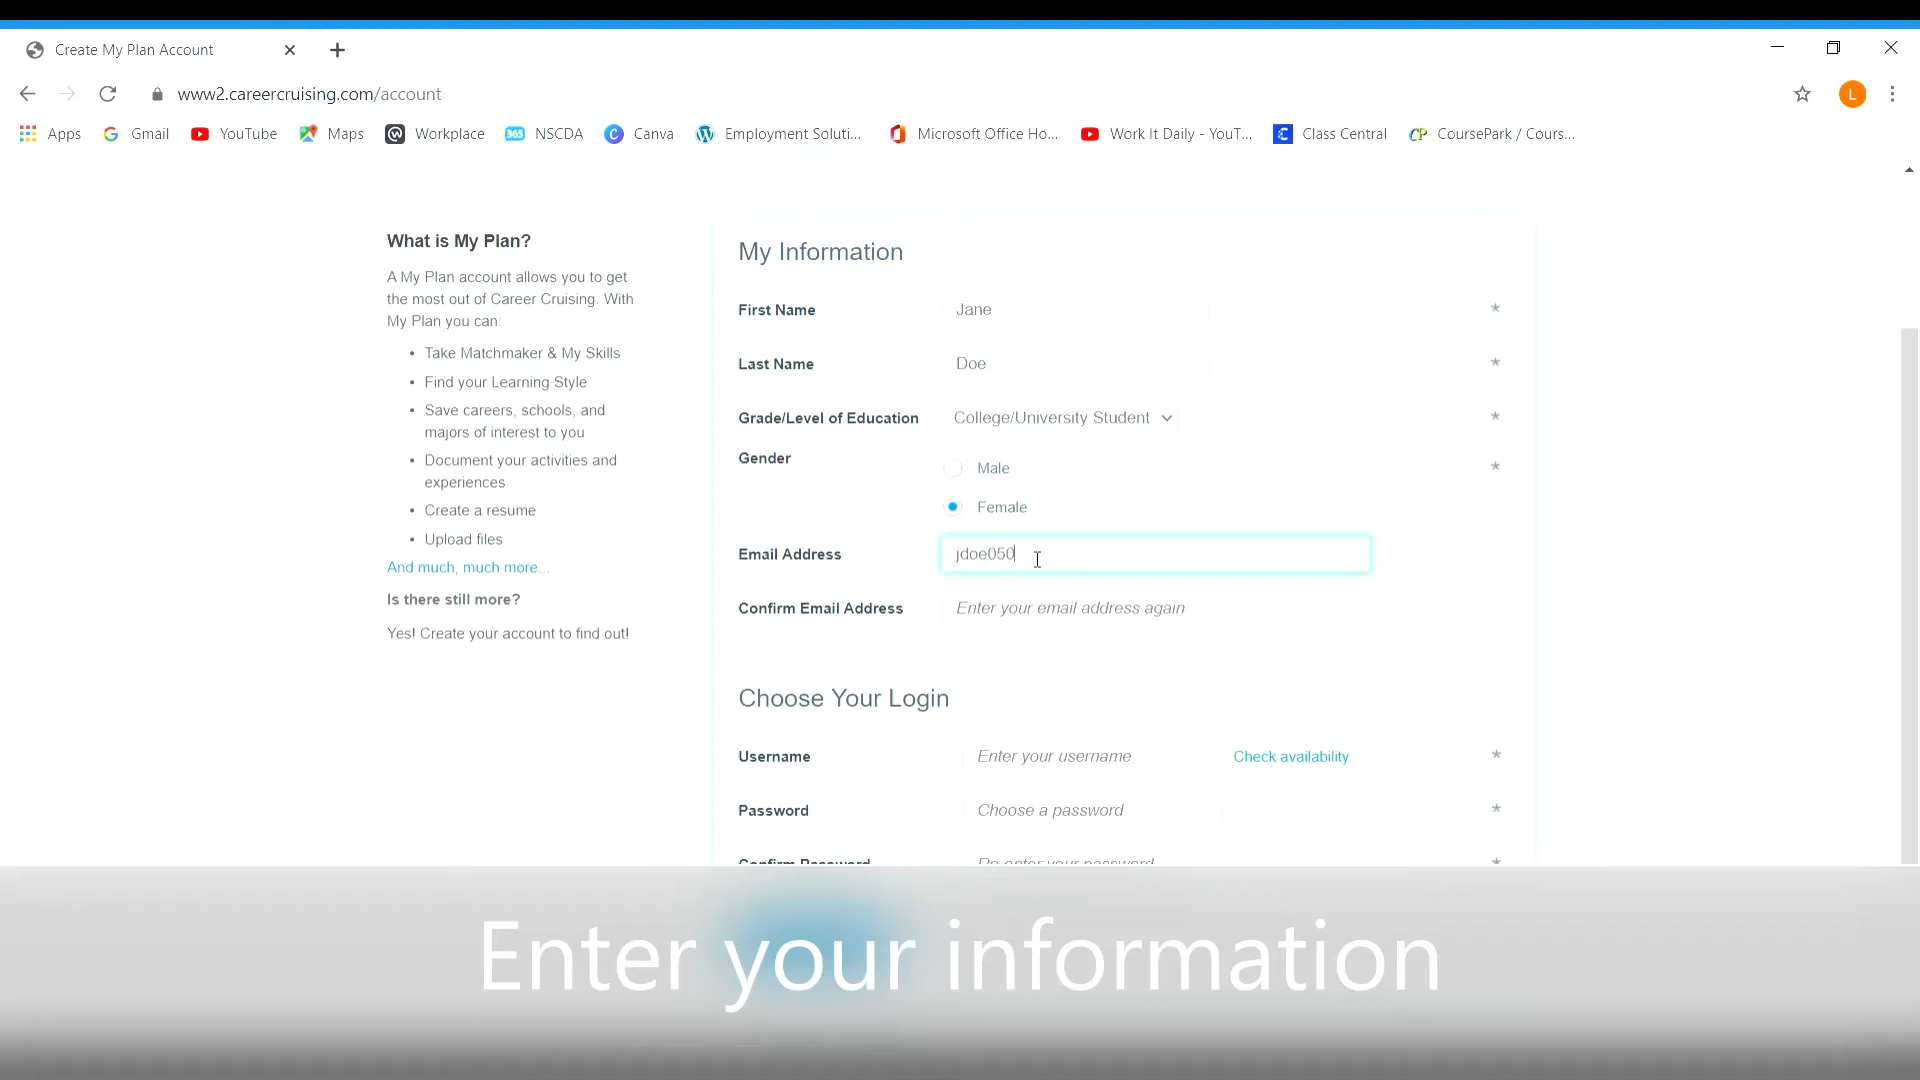 Create My Plan Account
www2.careercruising.com/account
L
Apps Gmail YouTube Maps Workplace NSCDA Canva Employment Soluti... Microsoft Office Ho... Work It Daily - YouT... Class Central CoursePark / Cours...
What is My Plan?
A My Plan account allows you to get
the most out of Career Cruising. With
My Plan you can:
• Take Matchmaker & My Skills
• Find your Learning Style
• Save careers, schools, and
majors of interest to you
• Document your activities and
experiences
• Create a resume
• Upload files
And much, much more...
Is there still more?
Yes! Create your account to find out!
My Information
First Name Jane *
Last Name Doe *
Grade/Level of Education College/University Student *
Gender Male *
Female
Email Address jdoe050
Confirm Email Address Enter your email address again
Choose Your Login
Username Enter your username Check availability *
Password Choose a password *
Confirm Password Re-enter your password *
Enter your information